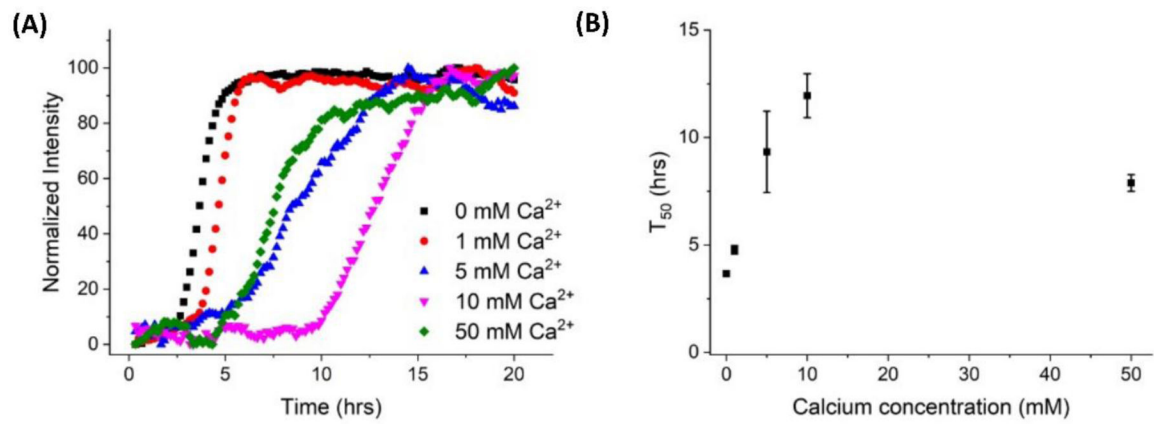 (A)
Normalized Intensity
100
80
60
40
20
0
0 5 10 15 20
Time (hrs)
0 mM Ca²⁺
1 mM Ca²⁺
5 mM Ca²⁺
10 mM Ca²⁺
50 mM Ca²⁺
(B)
T₅₀ (hrs)
15
10
5
0
0 10 20 30 40 50
Calcium concentration (mM)